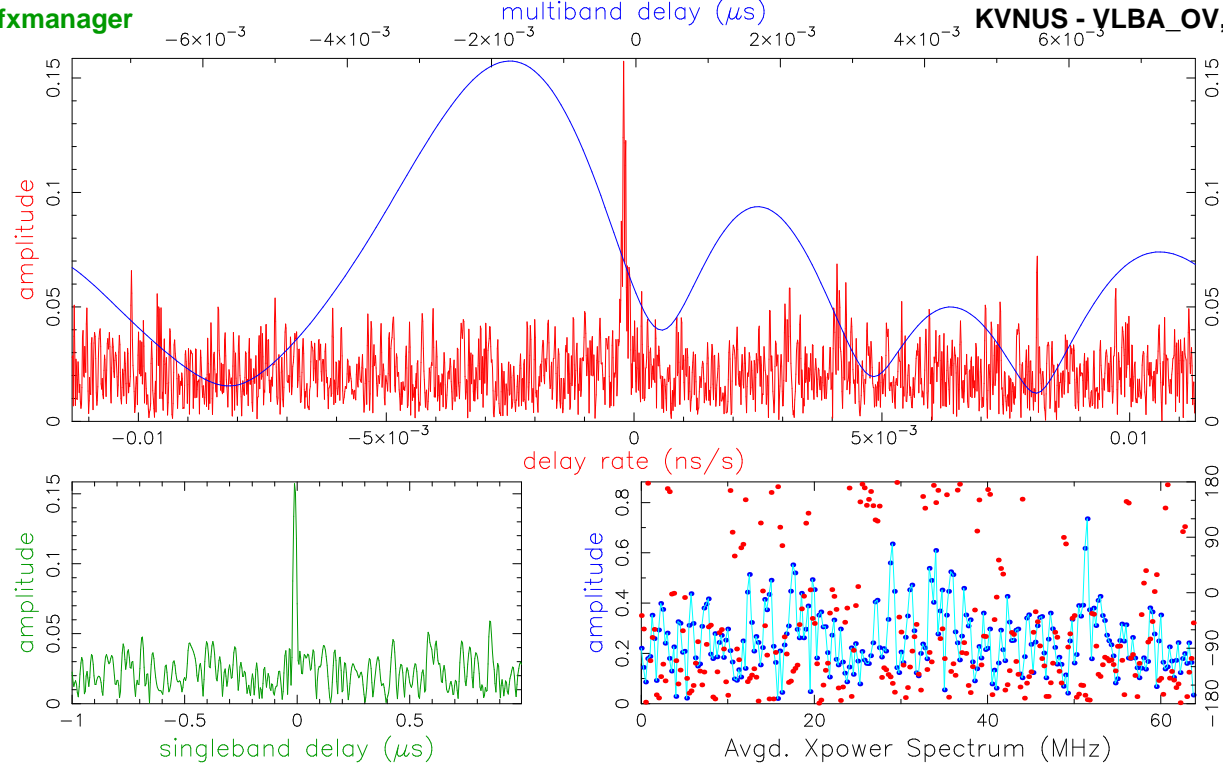 fxmanager
multiband delay (μs)
KVNUS - VLBA_OV,
−6×10⁻³ −4×10⁻³ −2×10⁻³ 0 2×10⁻³ 4×10⁻³ 6×10⁻³
amplitude
0 0.05 0.1 0.15
0 0.05 0.1 0.15
−0.01 −5×10⁻³ 0 5×10⁻³ 0.01
delay rate (ns/s)
amplitude
0 0.05 0.1 0.15
−1 −0.5 0 0.5
singleband delay (μs)
amplitude
0 0.2 0.4 0.6 0.8
−180 −90 0 90 180
0 20 40 60
Avgd. Xpower Spectrum (MHz)